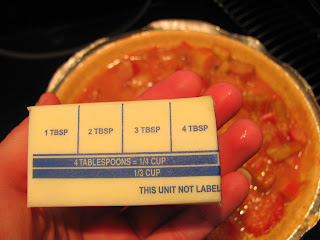 1 TBSP 2 TBSP 3 TBSP 4 TBSP
4 TABLESPOONS = 1/4 CUP
1/3 CUP
THIS UNIT NOT LABEL